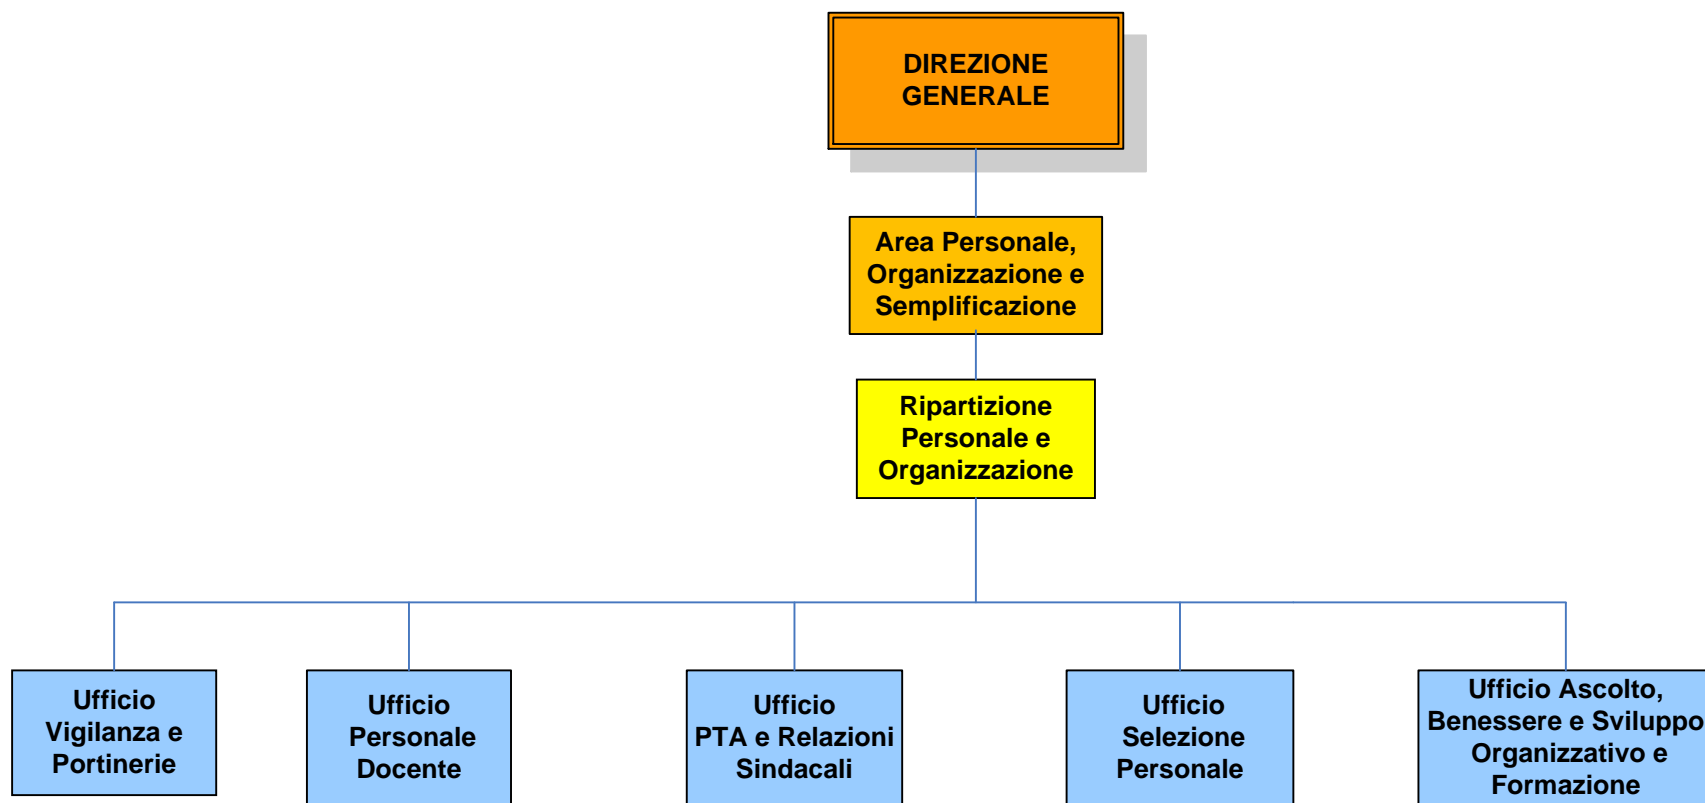 DIREZIONE
GENERALE
Area Personale,
Organizzazione e
Semplificazione
Ripartizione
Personale e
Organizzazione
Ufficio
Vigilanza e
Portinerie
Ufficio
Personale
Docente
Ufficio
PTA e Relazioni
Sindacali
Ufficio
Selezione
Personale
Ufficio Ascolto,
Benessere e Sviluppo
Organizzativo e
Formazione